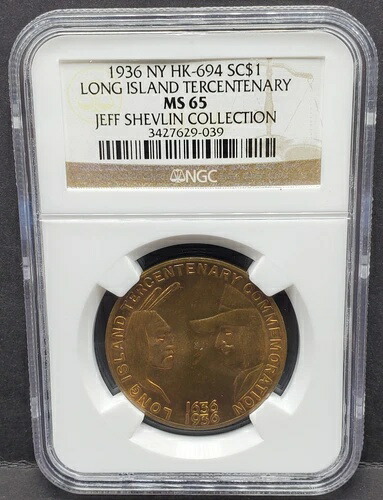 1936 NY HK-694 SC$1
LONG ISLAND TERCENTENARY
MS 65
JEFF SHEVLIN COLLECTION
3427629-039
NGC
LONG ISLAND TERCENTENARY COMMEMORATION
1636
1936